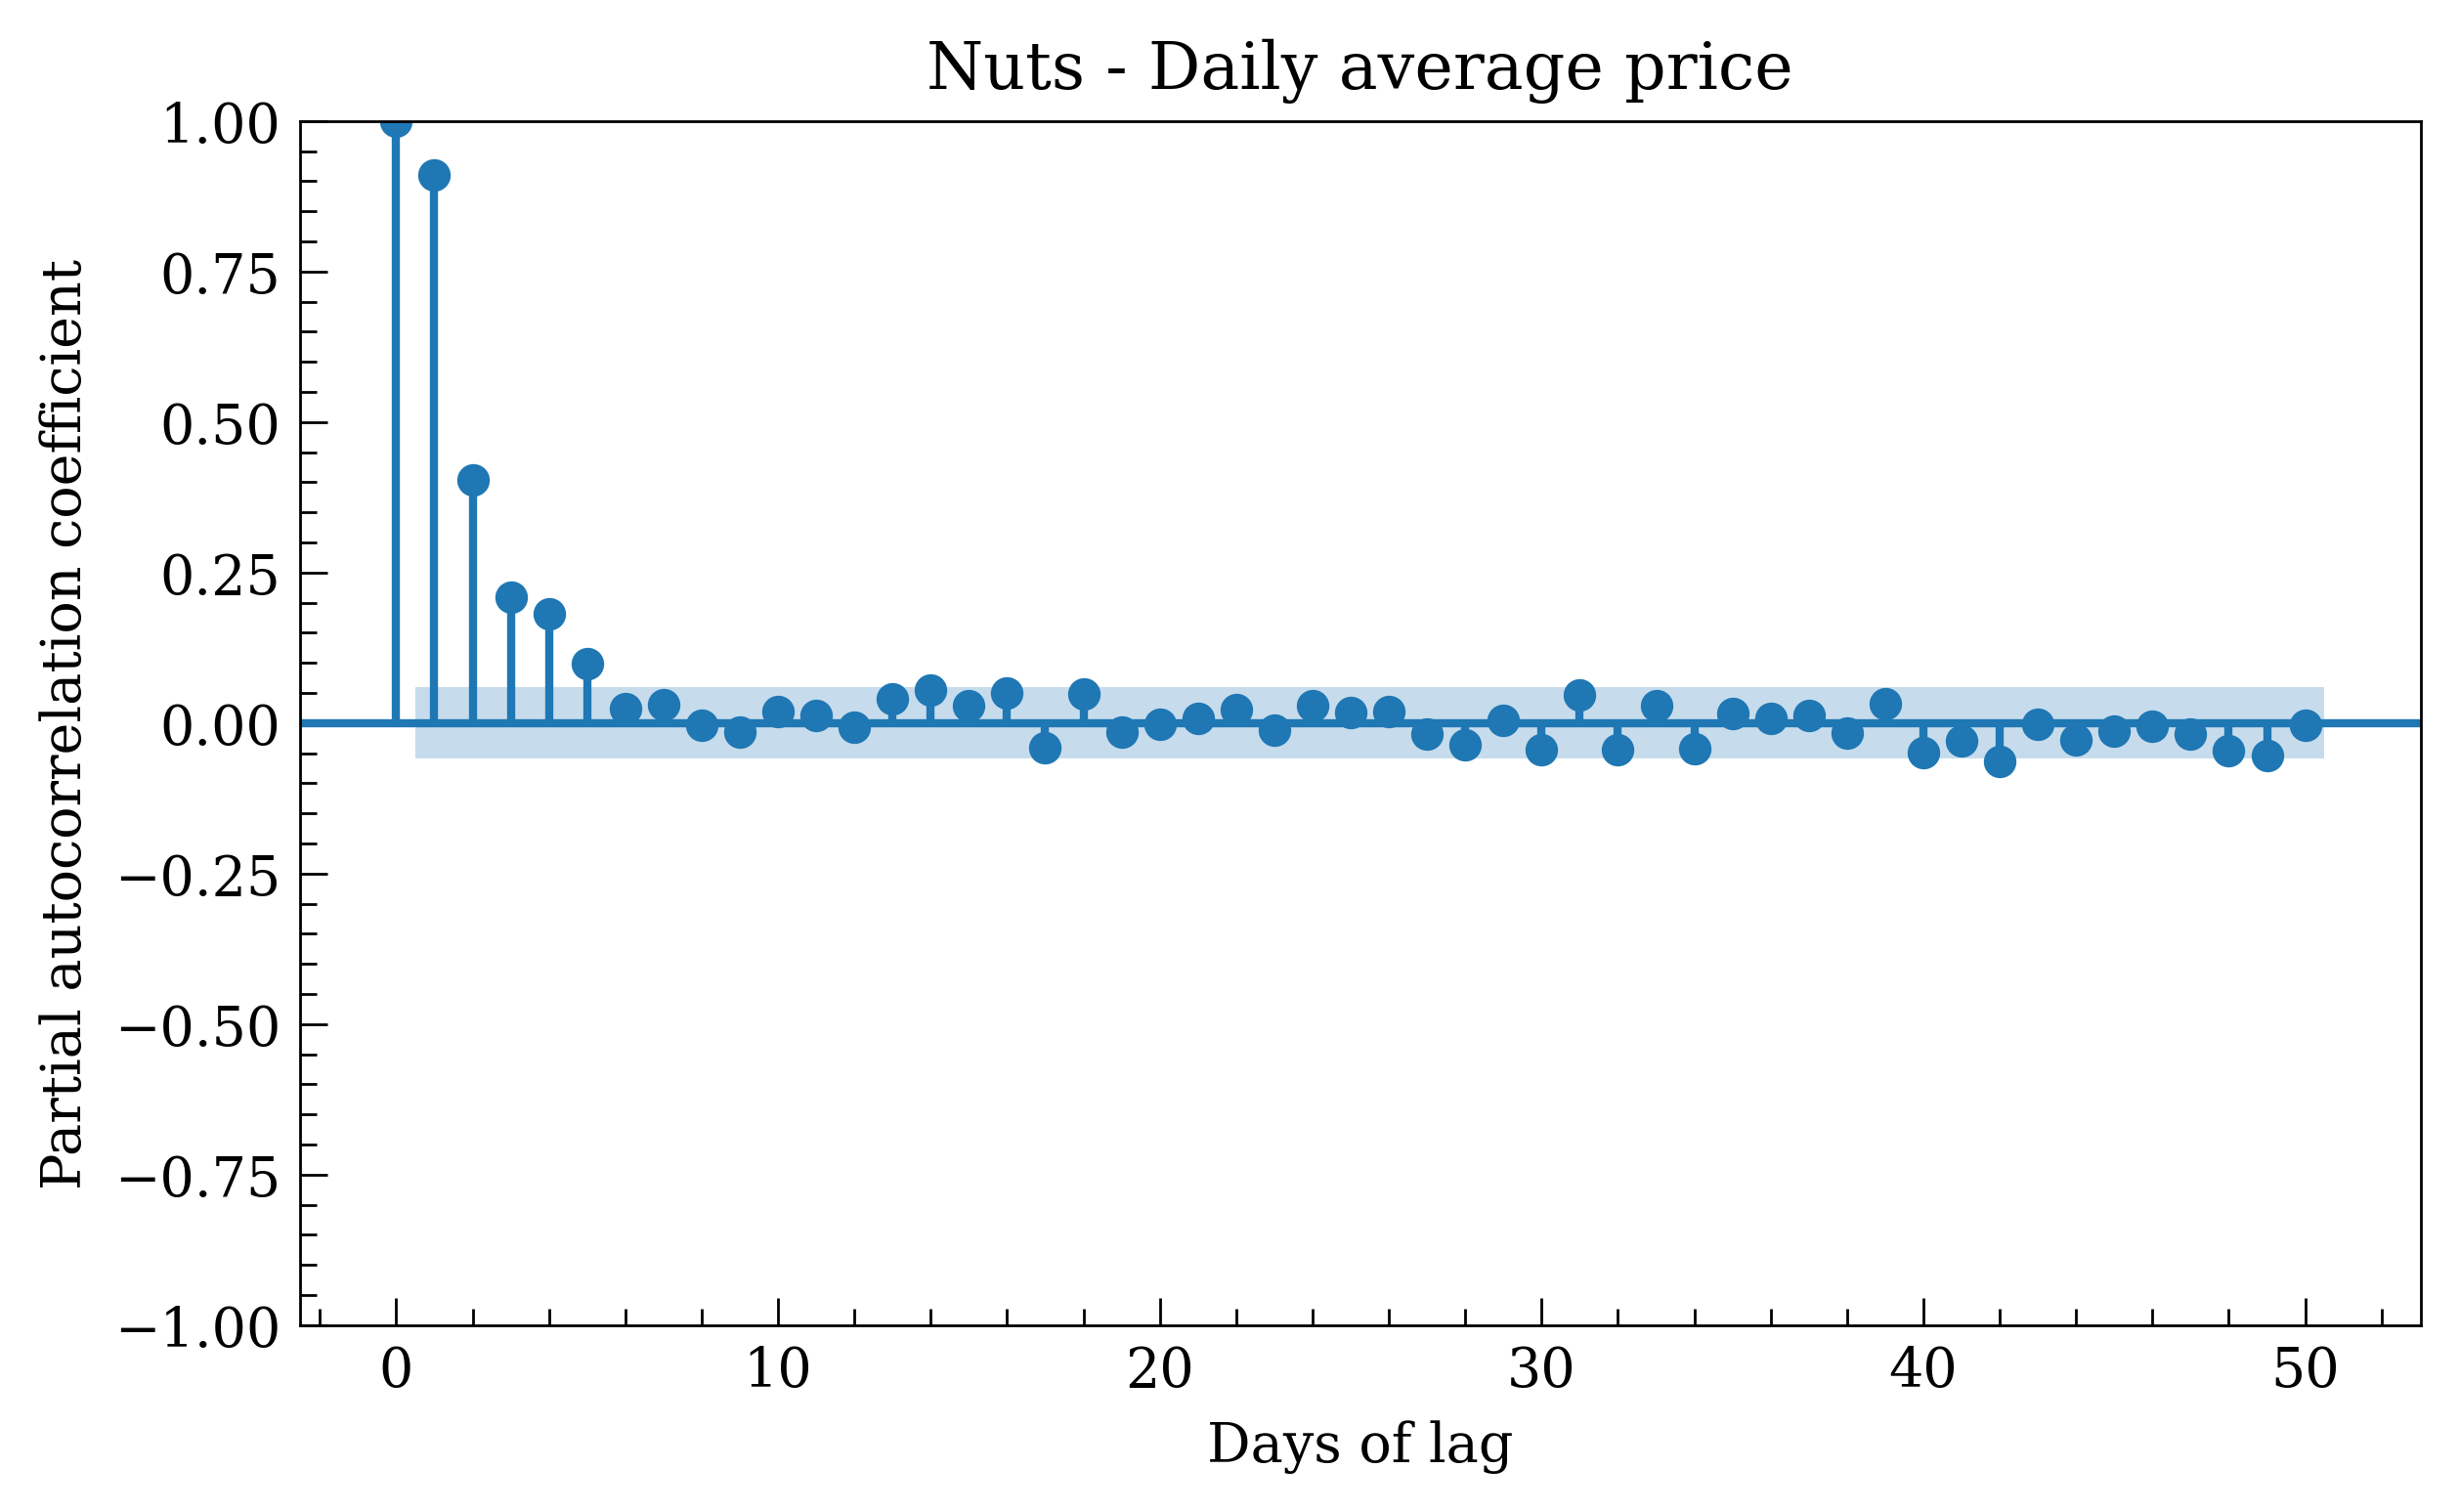 Nuts - Daily average price
Partial autocorrelation coefficient
1.00
0.75
0.50
0.25
0.00
−0.25
−0.50
−0.75
−1.00
0 10 20 30 40 50
Days of lag